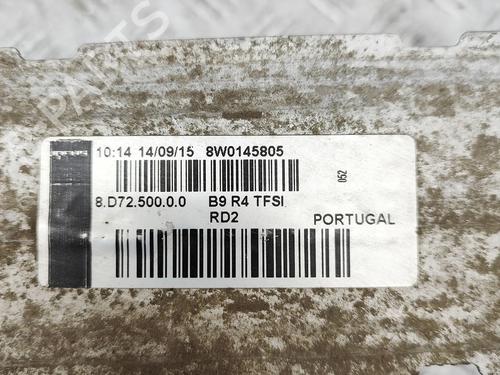 10:14 14/09/15 8W0145805
052
8.D72.500.0.0 B9 R4 TFSI
RD2
PORTUGAL